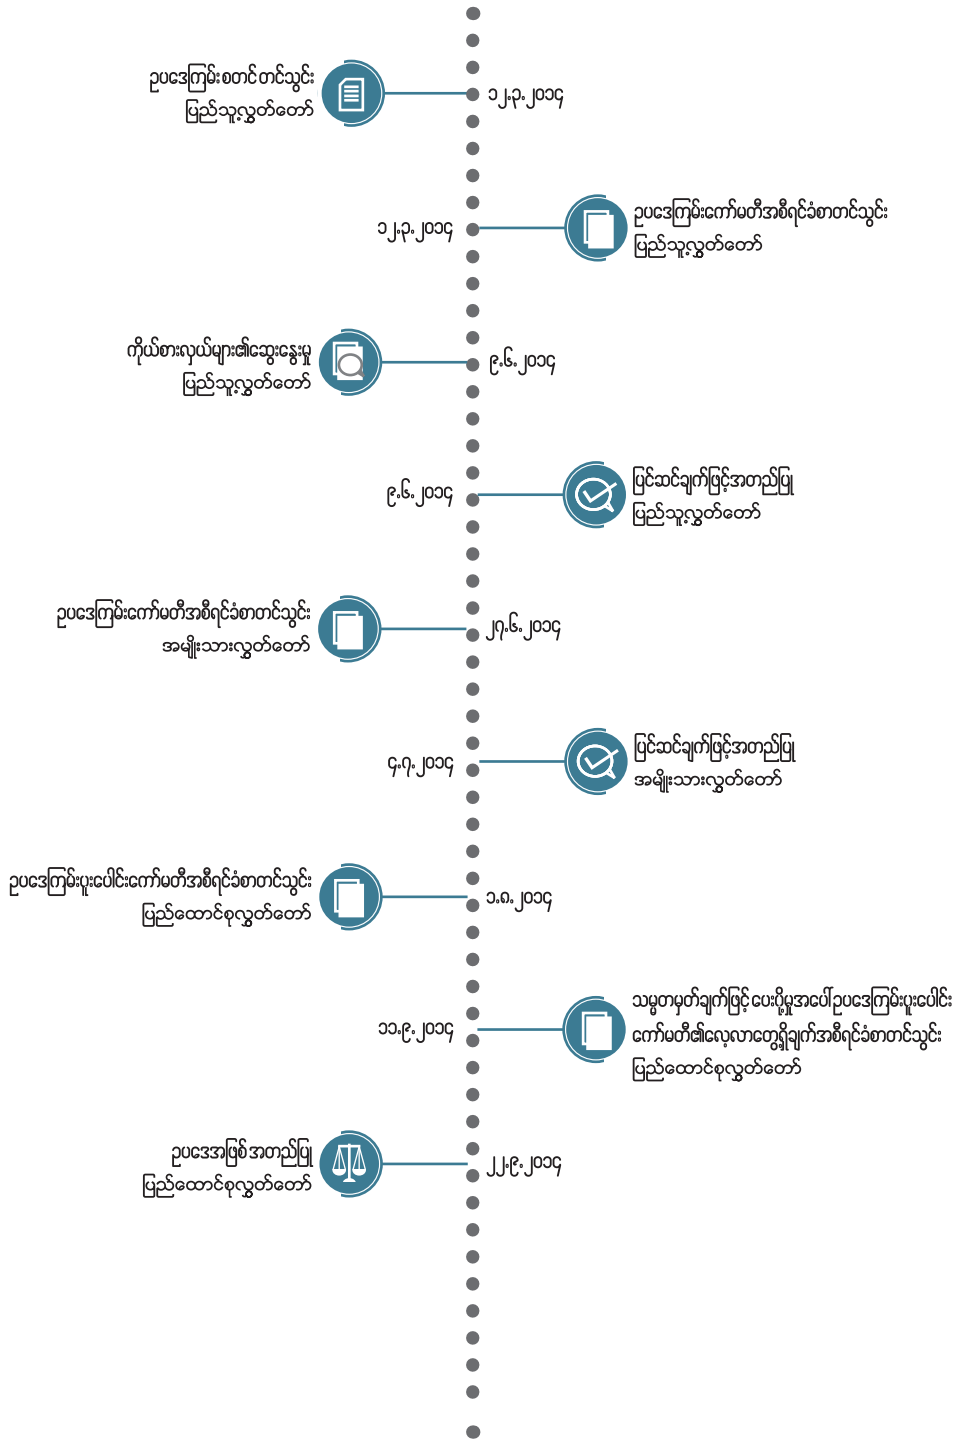 ဥပဒေကြမ်းစတင်တင်သွင်း
ပြည်သူ့လွှတ်တော်
၁၂.၃.၂၀၁၄
၁၂.၃.၂၀၁၄
ဥပဒေကြမ်းကော်မတီအစီရင်ခံစာတင်သွင်း
ပြည်သူ့လွှတ်တော်
ကိုယ်စားလှယ်များ၏ဆွေးနွေးမှု
ပြည်သူ့လွှတ်တော်
၉.၆.၂၀၁၄
၉.၆.၂၀၁၄
ပြင်ဆင်ချက်ဖြင့်အတည်ပြု
ပြည်သူ့လွှတ်တော်
ဥပဒေကြမ်းကော်မတီအစီရင်ခံစာတင်သွင်း
အမျိုးသားလွှတ်တော်
၂၇.၆.၂၀၁၄
၄.၇.၂၀၁၄
ပြင်ဆင်ချက်ဖြင့်အတည်ပြု
အမျိုးသားလွှတ်တော်
ဥပဒေကြမ်းပူးပေါင်းကော်မတီအစီရင်ခံစာတင်သွင်း
ပြည်ထောင်စုလွှတ်တော်
၁.၈.၂၀၁၄
၁၁.၉.၂၀၁၄
သမ္မတမှတ်ချက်ဖြင့်ပေးပို့မှုအပေါ်ဥပဒေကြမ်းပူးပေါင်း
ကော်မတီ၏လေ့လာတွေ့ရှိချက်အစီရင်ခံစာတင်သွင်း
ပြည်ထောင်စုလွှတ်တော်
ဥပဒေအဖြစ်အတည်ပြု
ပြည်ထောင်စုလွှတ်တော်
၂၂.၉.၂၀၁၄